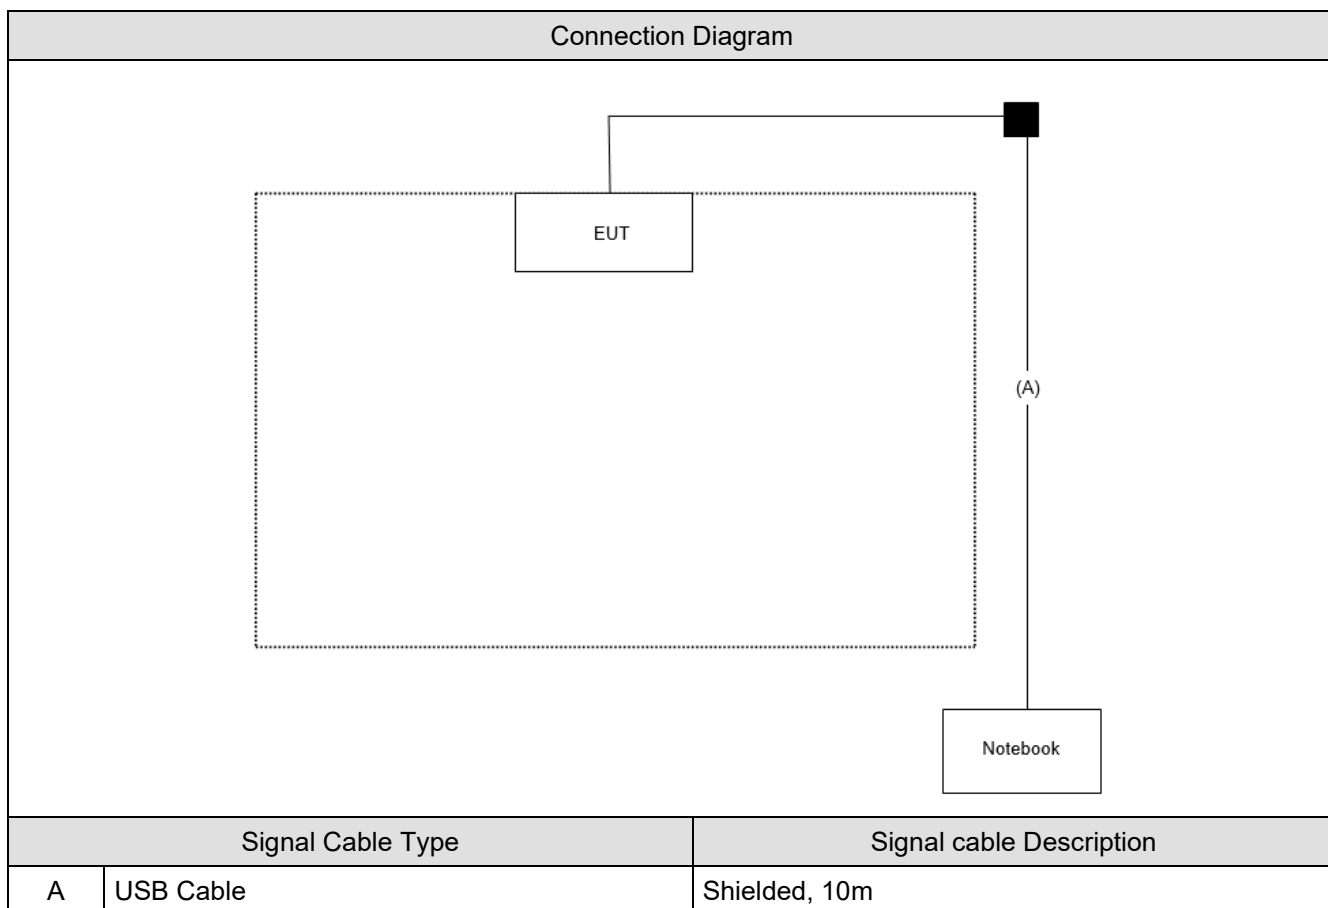 Connection Diagram
EUT
(A)
Notebook
Signal Cable Type Signal cable Description
A USB Cable Shielded, 10m